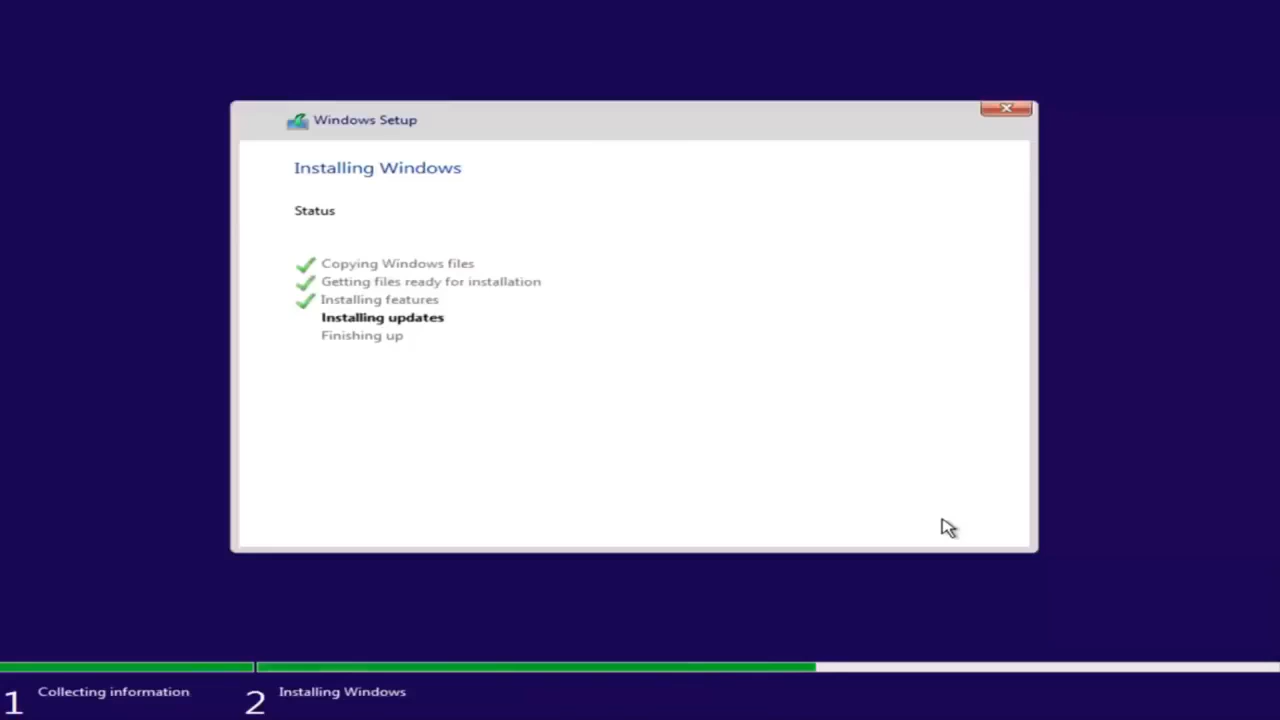 Windows Setup
Installing Windows
Status
Copying Windows files
Getting files ready for installation
Installing features
Installing updates
Finishing up
1 Collecting information
2 Installing Windows